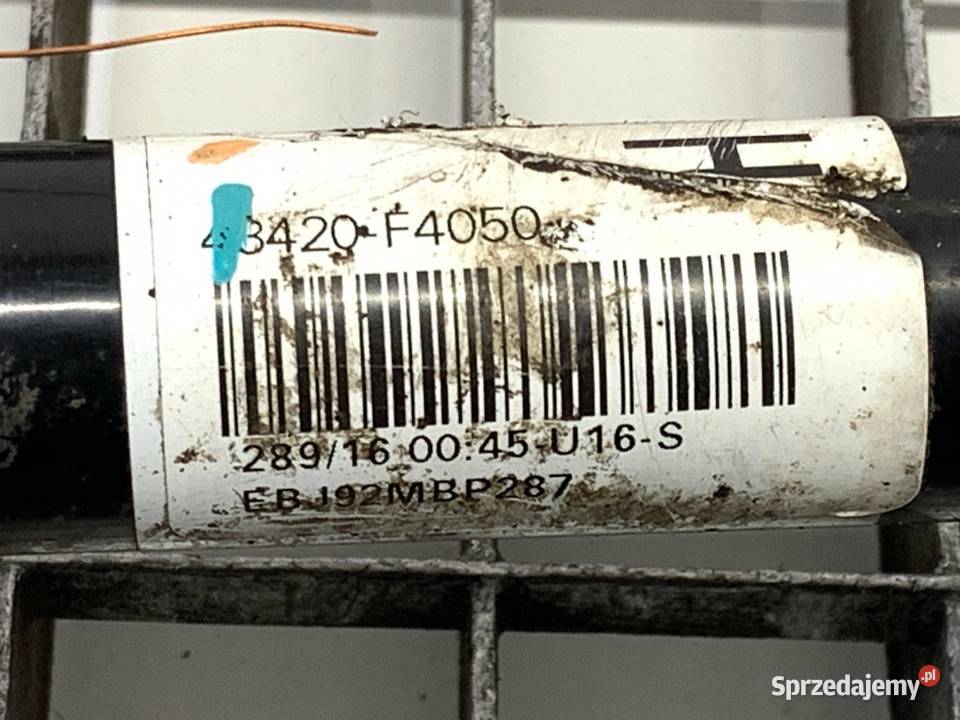 43420-F4050
289/16 00:45-U16-S
EBJ92MBP287
Sprzedajemy.pl